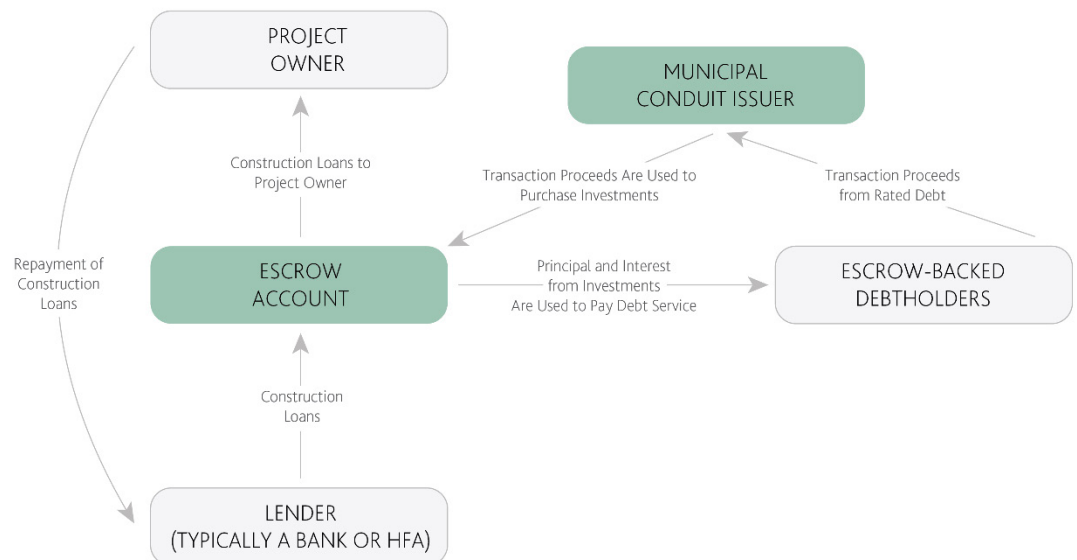 PROJECT
OWNER
MUNICIPAL
CONDUIT ISSUER
Construction Loans to
Project Owner
Transaction Proceeds Are Used to
Purchase Investments
Transaction Proceeds
from Rated Debt
Repayment of
Construction
Loans
ESCROW
ACCOUNT
Principal and Interest
from Investments
Are Used to Pay Debt Service
ESCROW-BACKED
DEBTHOLDERS
Construction
Loans
LENDER
(TYPICALLY A BANK OR HFA)